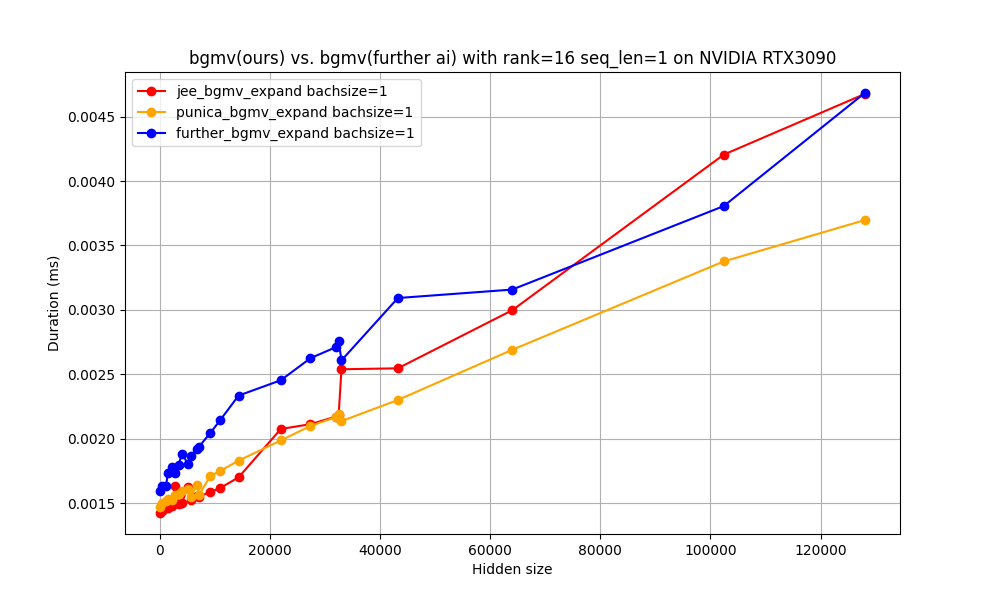 bgmv(ours) vs. bgmv(further ai) with rank=16 seq_len=1 on NVIDIA RTX3090
jee_bgmv_expand bachsize=1
punica_bgmv_expand bachsize=1
further_bgmv_expand bachsize=1
0.0045
0.0040
0.0035
0.0030
0.0025
0.0020
0.0015
Duration (ms)
0 20000 40000 60000 80000 100000 120000
Hidden size